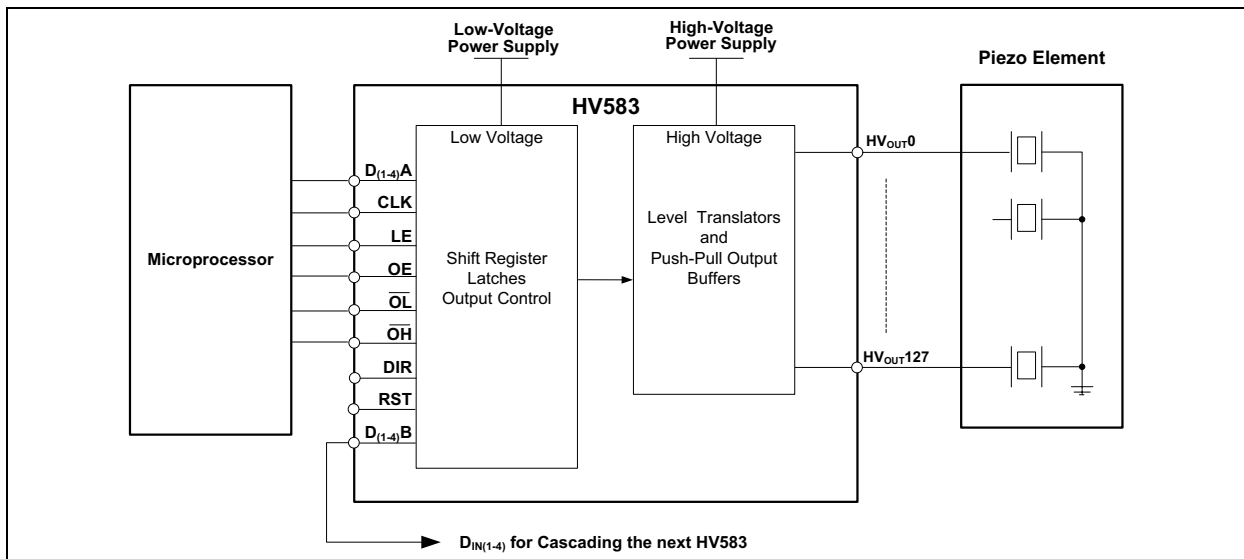 Low-Voltage
Power Supply
High-Voltage
Power Supply
Piezo Element
HV583
Low Voltage
High Voltage
Microprocessor
D(1-4)A
CLK
LE
OE
O̅L̅
O̅H̅
DIR
RST
D(1-4)B
Shift Register
Latches
Output Control
Level Translators
and
Push-Pull Output
Buffers
HVOUT0
HVOUT127
DIN(1-4) for Cascading the next HV583